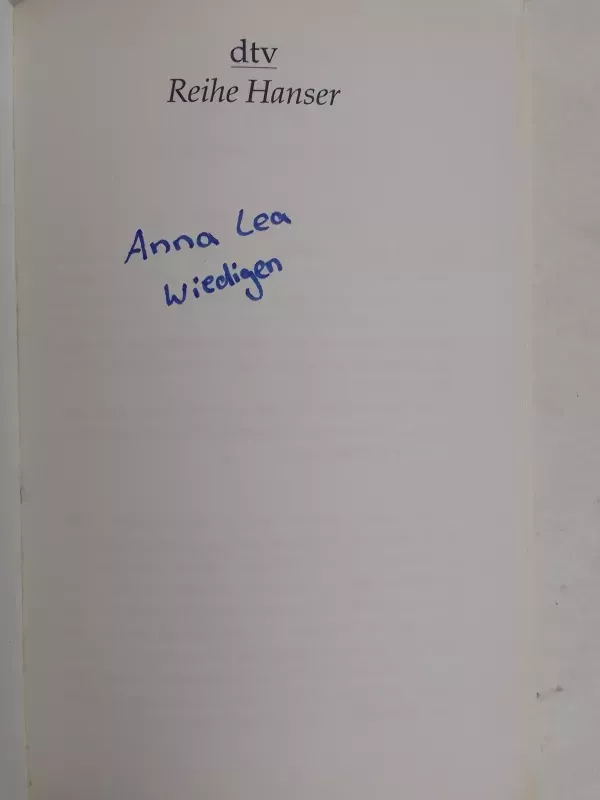 dtv
Reihe Hanser
Anna Lea
Wiedigen